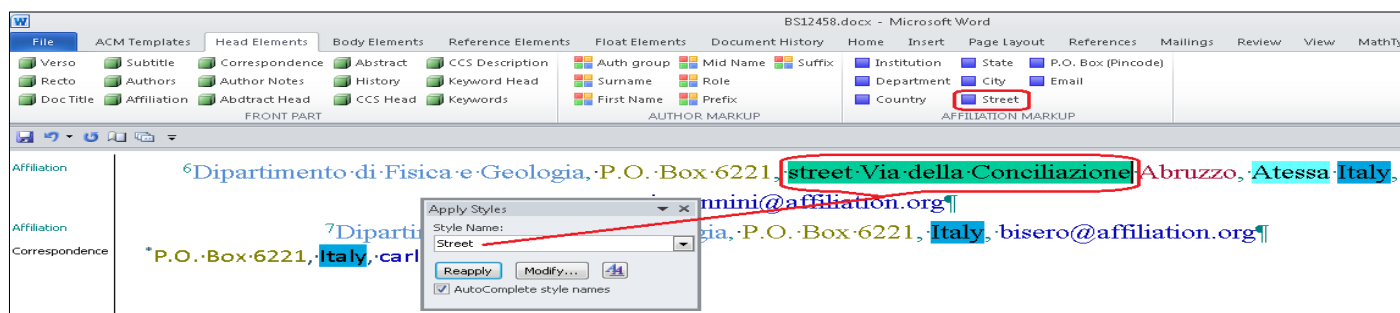 W BS12458.docx - Microsoft Word
File ACM Templates Head Elements Body Elements Reference Elements Float Elements Document History Home Insert Page Layout References Mailings Review View MathTy
Verso Subtitle Correspondence Abstract CCS Description Auth group Mid Name Suffix Institution State P.O. Box (Pincode)
Recto Authors Author Notes History Keyword Head Surname Role Department City Email
Doc Title Affiliation Abdtract Head CCS Head Keywords First Name Prefix Country Street
FRONT PART AUTHOR MARKUP AFFILIATION MARKUP
Affiliation 6Dipartimento·di·Fisica·e·Geologia,·P.O.·Box·6221,·street·Via·della·Conciliazione·Abruzzo,·Atessa·Italy,·
nnini@affiliation.org¶
Apply Styles
Affiliation 7Diparti gia,·P.O.·Box·6221,·Italy,·bisero@affiliation.org¶
Style Name:
Street
Correspondence *P.O.·Box·6221,·Italy,·carl
Reapply Modify...
AutoComplete style names